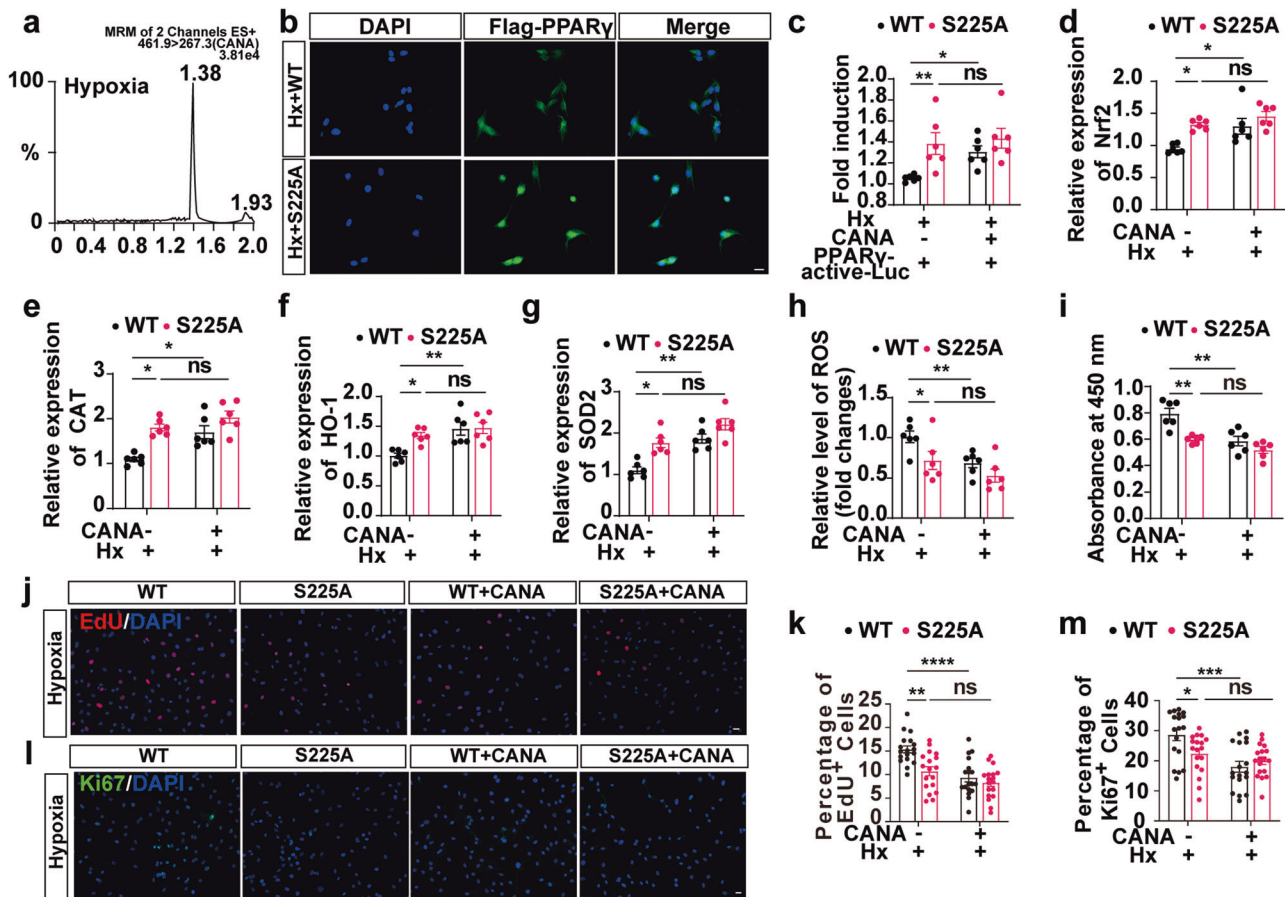 a
MRM of 2 Channels ES+
461.9>267.3(CANA)
3.81e4
100
Hypoxia
1.38
%
1.93
0
0 0.4 0.8 1.2 1.6 2.0
b
DAPI Flag-PPARγ Merge
Hx+WT
Hx+S225A
c
• WT • S225A
*
** ns
Fold induction
2.0
1.8
1.6
1.4
1.2
1.0
Hx + +
CANA - +
PPARγ-
active-Luc + +
d
• WT • S225A
*
* ns
Relative expression
of Nrf2
2.0
1.5
1.0
0.5
0.0
CANA - +
Hx + +
e
• WT • S225A
*
* ns
Relative expression
of CAT
3
2
1
0
CANA- +
Hx + +
f
• WT • S225A
**
* ns
Relative expression
of HO-1
2.0
1.5
1.0
0.5
0.0
CANA- +
Hx + +
g
• WT • S225A
**
* ns
Relative expression
of SOD2
3
2
1
0
CANA- +
Hx + +
h
• WT • S225A
**
* ns
Relative level of ROS
(fold changes)
1.5
1.0
0.5
0.0
CANA - +
Hx + +
i
• WT • S225A
**
** ns
Absorbance at 450 nm
1.0
0.8
0.6
0.4
0.2
0
CANA- +
Hx + +
j
WT S225A WT+CANA S225A+CANA
Hypoxia
EdU/DAPI
l
WT S225A WT+CANA S225A+CANA
Hypoxia
Ki67/DAPI
k
• WT • S225A
****
** ns
Percentage of
EdU+ Cells
25
20
15
10
5
0
CANA - +
Hx + +
m
• WT • S225A
***
* ns
Percentage of
Ki67+ Cells
40
30
20
10
0
CANA - +
Hx + +